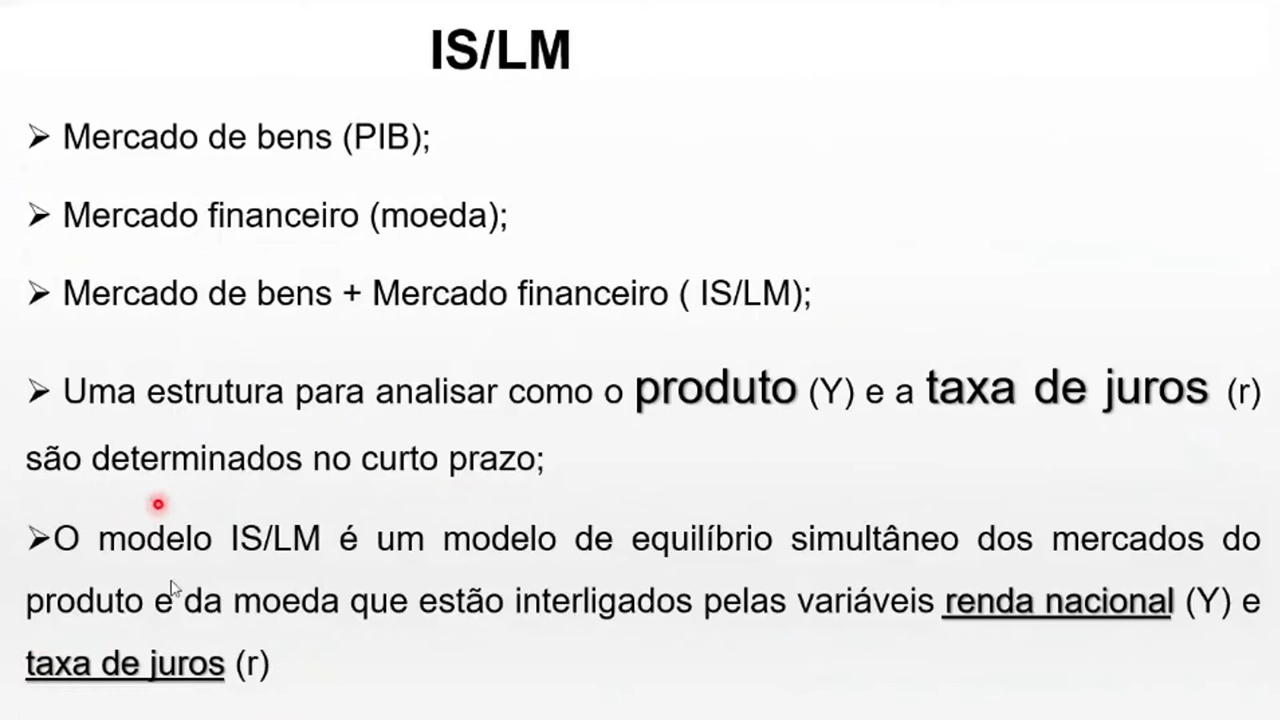 IS/LM
➢ Mercado de bens (PIB);
➢ Mercado financeiro (moeda);
➢ Mercado de bens + Mercado financeiro ( IS/LM);
➢ Uma estrutura para analisar como o produto (Y) e a taxa de juros (r)
são determinados no curto prazo;
➢O modelo IS/LM é um modelo de equilíbrio simultâneo dos mercados do
produto e da moeda que estão interligados pelas variáveis renda nacional (Y) e
taxa de juros (r)